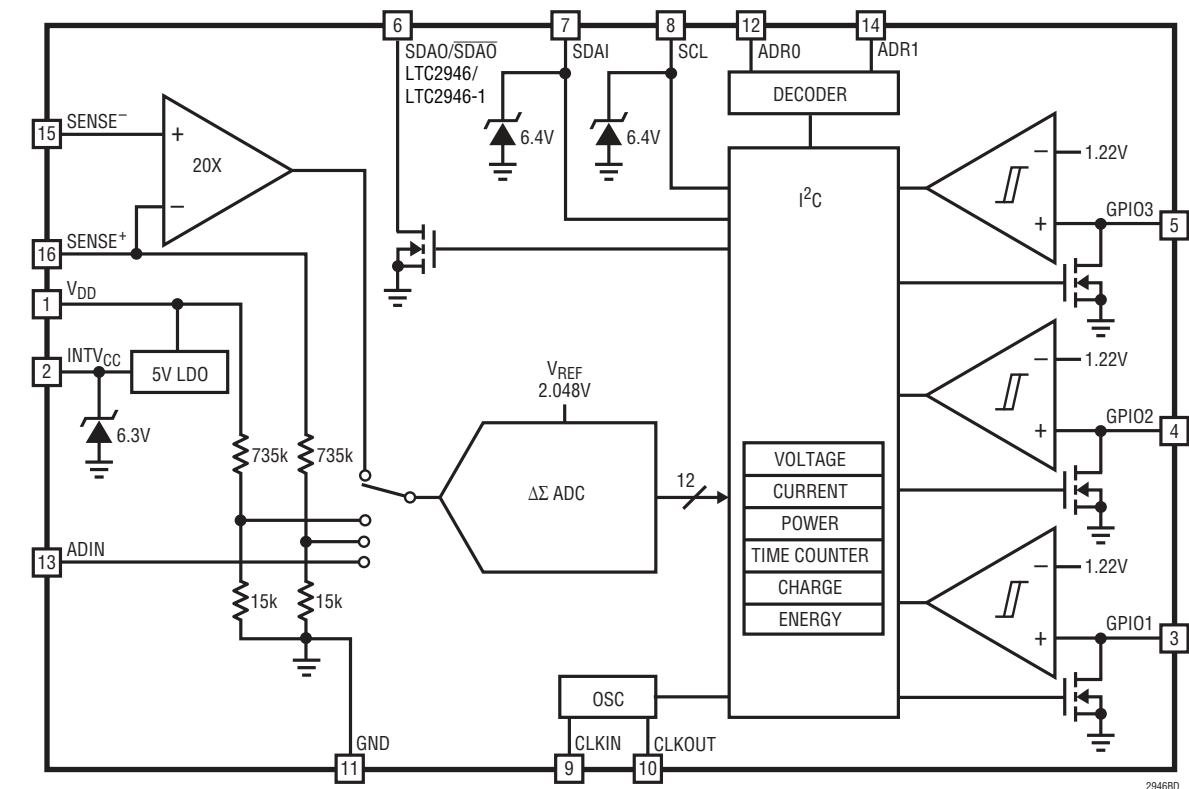 6
7
8
12
14
SDAO/SDAO
LTC2946/
LTC2946-1
SDAI
SCL
ADR0
ADR1
DECODER
15
SENSE–
+
20X
–
16
SENSE+
1
VDD
2
INTVCC
5V LDO
6.3V
6.4V
6.4V
I2C
–
1.22V
+
GPIO3
5
–
1.22V
+
GPIO2
4
–
1.22V
+
GPIO1
3
735k
735k
VREF
2.048V
ΔΣ ADC
12
VOLTAGE
CURRENT
POWER
TIME COUNTER
CHARGE
ENERGY
13
ADIN
15k
15k
OSC
GND
CLKIN
CLKOUT
11
9
10
2946BD